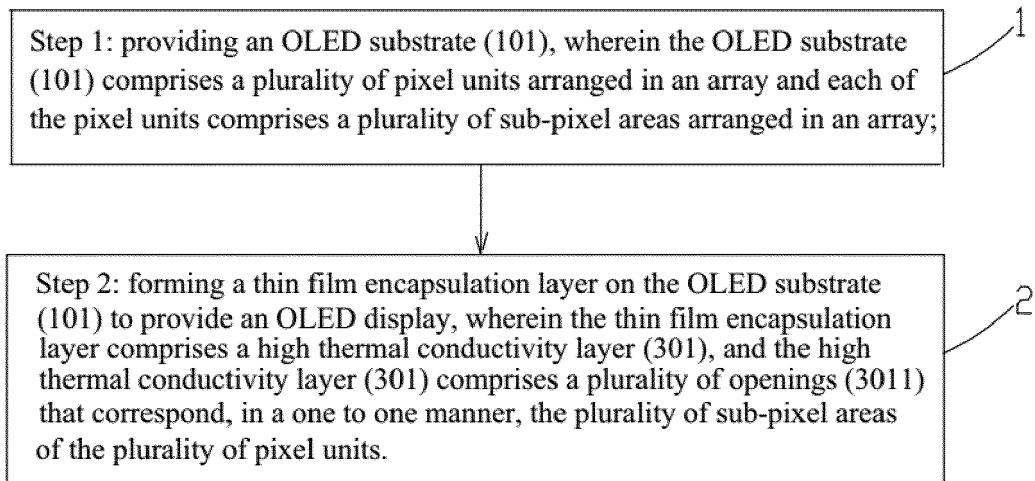 Step 1: providing an OLED substrate (101), wherein the OLED substrate
(101) comprises a plurality of pixel units arranged in an array and each of
the pixel units comprises a plurality of sub-pixel areas arranged in an array;
1
Step 2: forming a thin film encapsulation layer on the OLED substrate
(101) to provide an OLED display, wherein the thin film encapsulation
layer comprises a high thermal conductivity layer (301), and the high
thermal conductivity layer (301) comprises a plurality of openings (3011)
that correspond, in a one to one manner, the plurality of sub-pixel areas
of the plurality of pixel units.
2